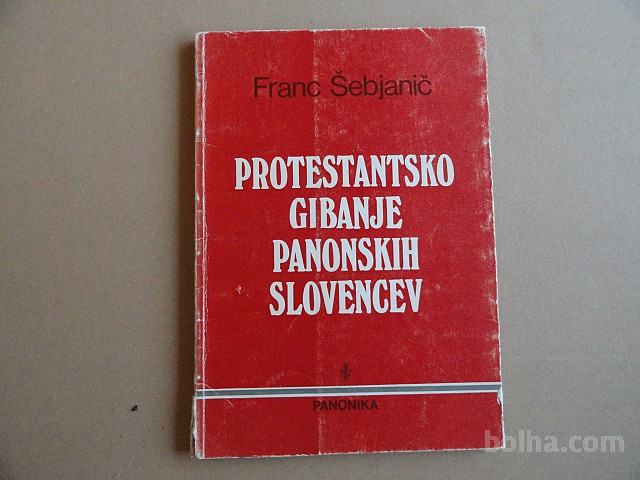 Franc Šebjanič
PROTESTANTSKO
GIBANJE
PANONSKIH
SLOVENCEV
PANONIKA
bolha.com